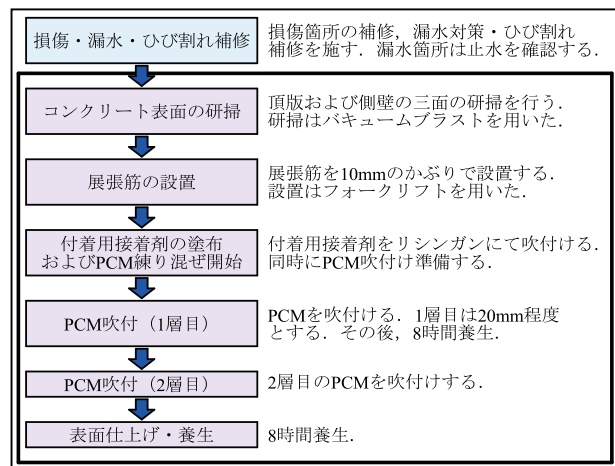 損傷・漏水・ひび割れ補修
損傷箇所の補修，漏水対策・ひび割れ
補修を施す．漏水箇所は止水を確認する．
コンクリート表面の研掃
頂版および側壁の三面の研掃を行う．
研掃はバキュームブラストを用いた．
展張筋の設置
展張筋を10mmのかぶりで設置する．
設置はフォークリフトを用いた．
付着用接着剤の塗布
およびPCM練り混ぜ開始
付着用接着剤をリシンガンにて吹付ける．
同時にPCM吹付け準備する．
PCM吹付（1層目）
PCMを吹付ける．1層目は20mm程度
とする．その後，8時間養生．
PCM吹付（2層目）
2層目のPCMを吹付けする．
表面仕上げ・養生
8時間養生．